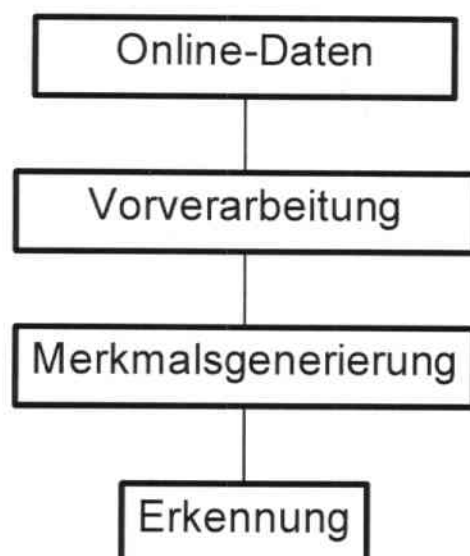 Online-Daten
Vorverarbeitung
Merkmalsgenerierung
Erkennung